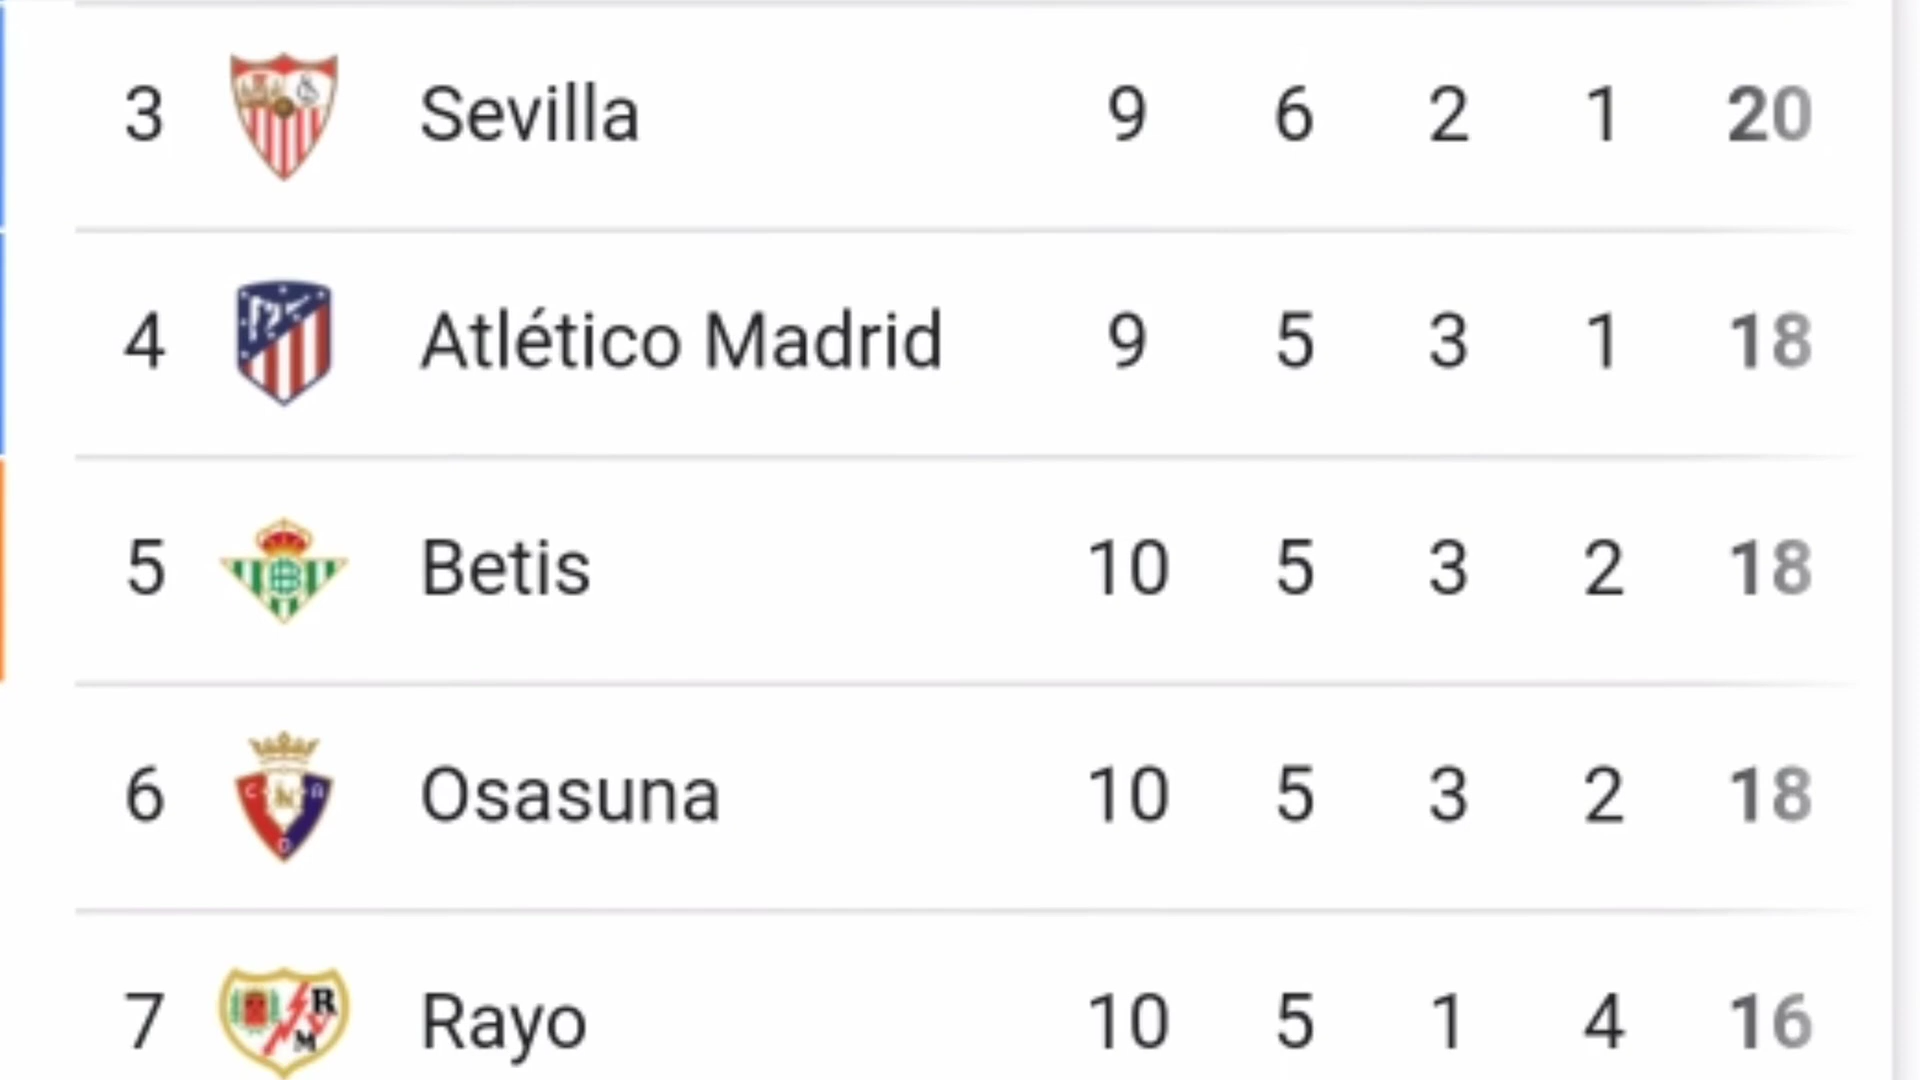 3 Sevilla 9 6 2 1 20
4 Atlético Madrid 9 5 3 1 18
5 Betis 10 5 3 2 18
6 Osasuna 10 5 3 2 18
7 R M Rayo 10 5 1 4 16